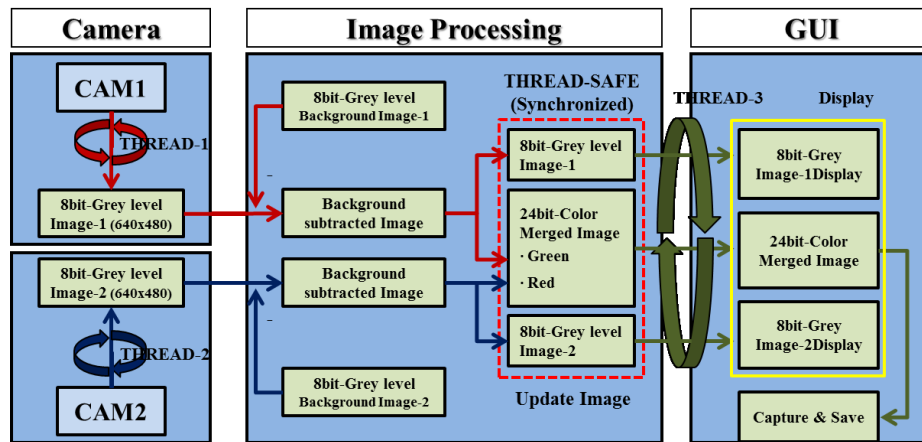 Camera
Image Processing
GUI
CAM1
THREAD-1
8bit-Grey level
Image-1 (640x480)
8bit-Grey level
Image-2 (640x480)
THREAD-2
CAM2
8bit-Grey level
Background Image-1
-
Background
subtracted Image
Background
subtracted Image
-
8bit-Grey level
Background Image-2
THREAD-SAFE
(Synchronized)
8bit-Grey level
Image-1
24bit-Color
Merged Image
· Green
· Red
8bit-Grey level
Image-2
Update Image
THREAD-3
Display
8bit-Grey
Image-1Display
24bit-Color
Merged Image
8bit-Grey
Image-2Display
Capture & Save